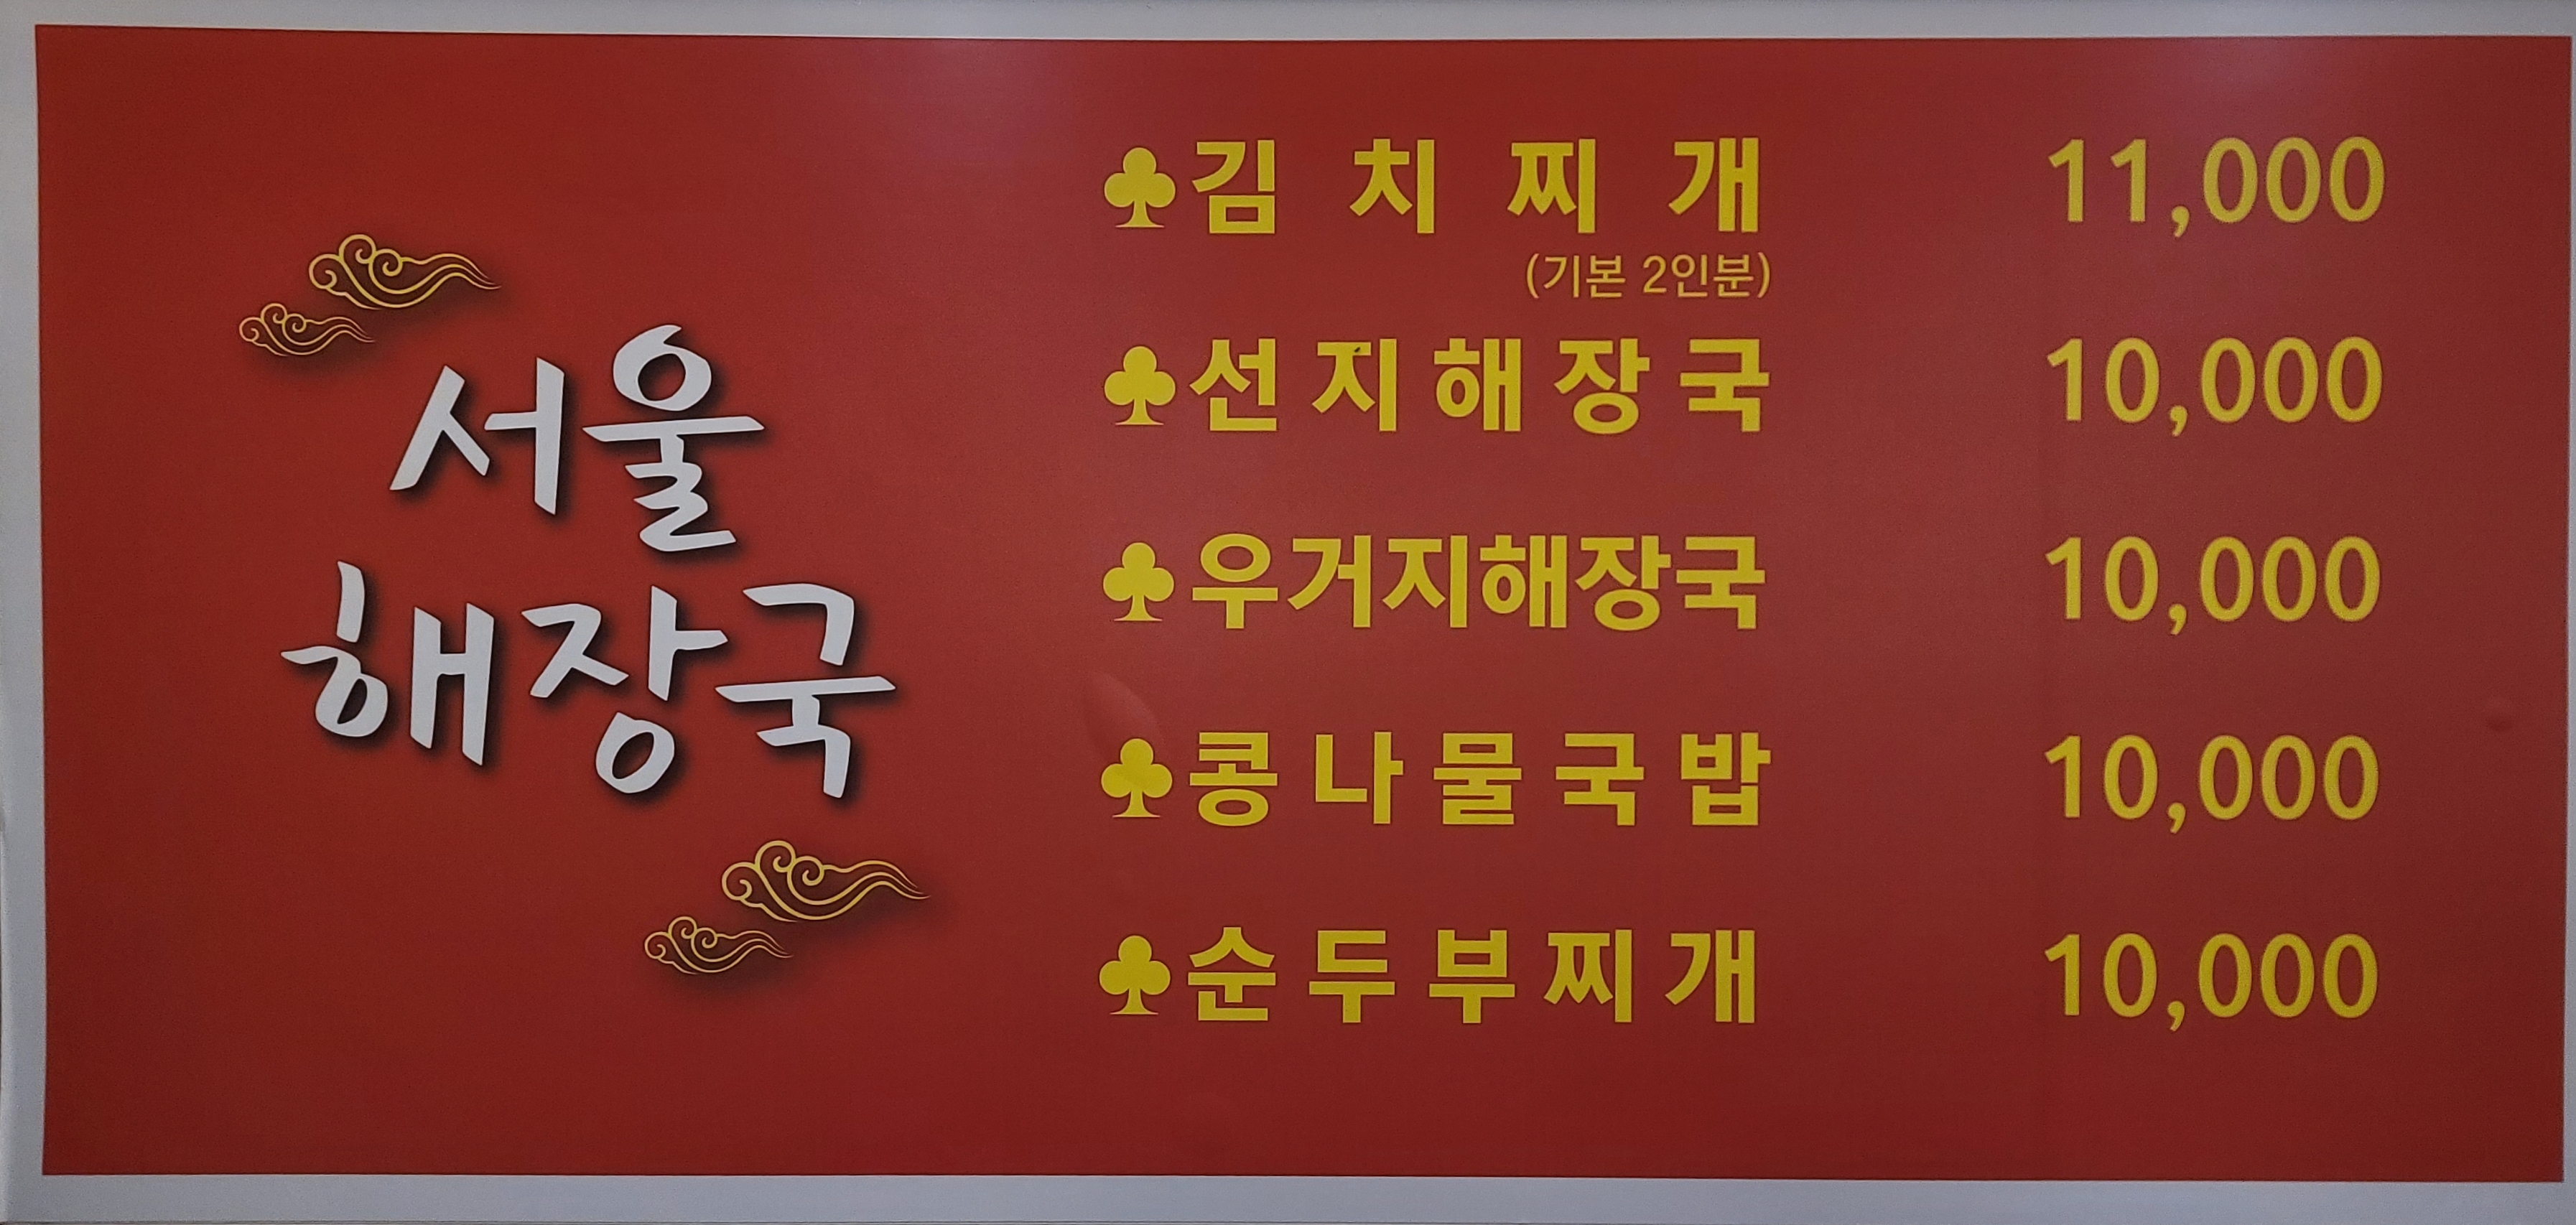 서울
해장국
♣김 치 찌 개 11,000
(기본 2인분)
♣선지해장국 10,000
♣우거지해장국 10,000
♣콩나물국밥 10,000
♣순두부찌개 10,000